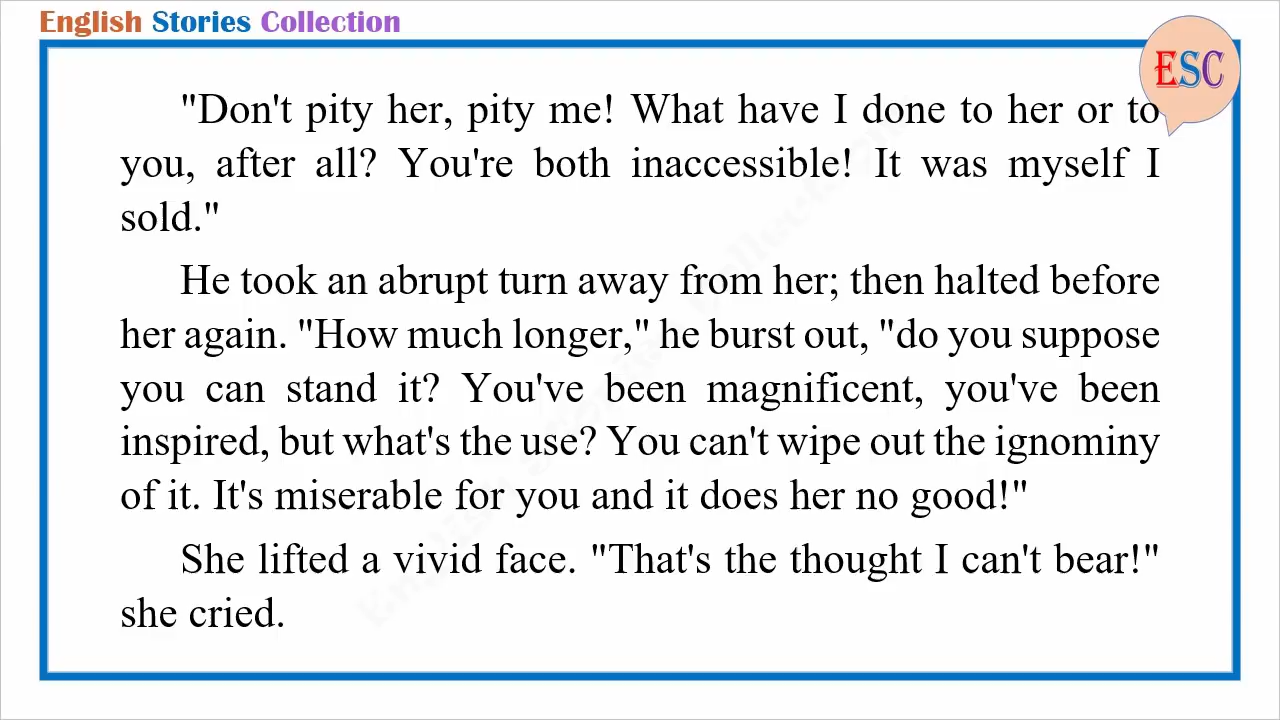 English Stories Collection
ESC
"Don't pity her, pity me! What have I done to her or to
you, after all? You're both inaccessible! It was myself I
sold."
He took an abrupt turn away from her; then halted before
her again. "How much longer," he burst out, "do you suppose
you can stand it? You've been magnificent, you've been
inspired, but what's the use? You can't wipe out the ignominy
of it. It's miserable for you and it does her no good!"
She lifted a vivid face. "That's the thought I can't bear!"
she cried.